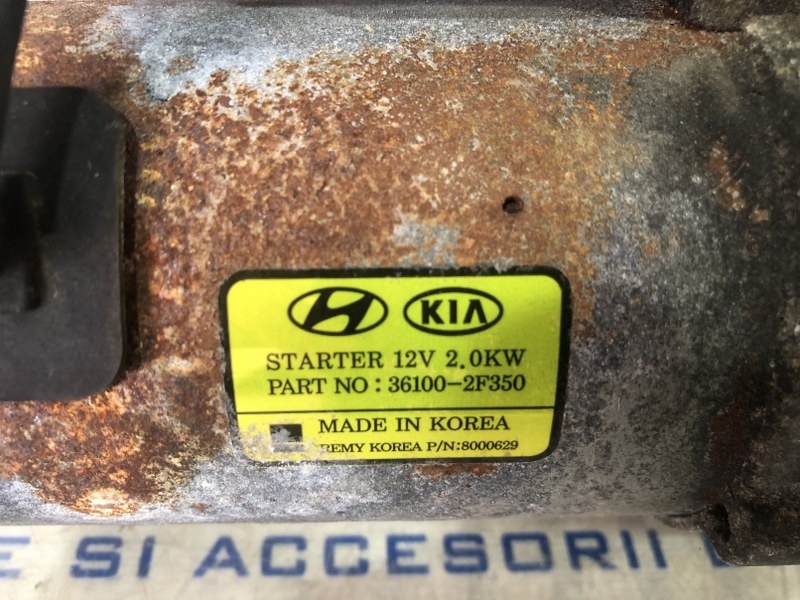 KIA
STARTER 12V 2.0KW
PART NO : 36100-2F350
MADE IN KOREA
REMY KOREA P/N:8000629
E SI ACCESORII